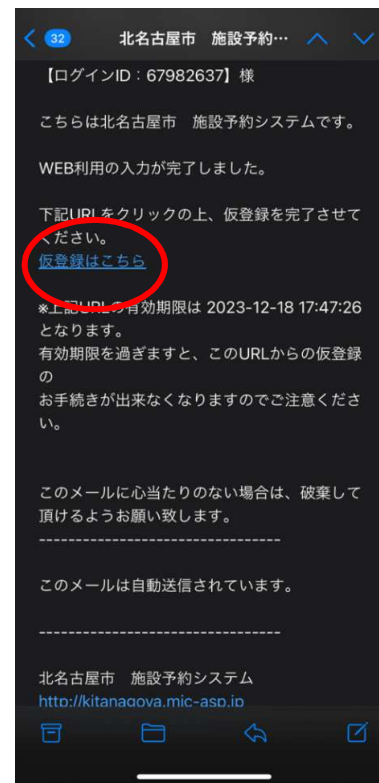 32 北名古屋市 施設予約…
【ログインID：67982637】様
こちらは北名古屋市 施設予約システムです。
WEB利用の入力が完了しました。
下記URLをクリックの上、仮登録を完了させて
ください。
仮登録はこちら
※上記URLの有効期限は 2023-12-18 17:47:26
となります。
有効期限を過ぎますと、このURLからの仮登録
の
お手続きが出来なくなりますのでご注意くださ
い。
このメールに心当たりのない場合は、破棄して
頂けるようお願い致します。
---------------------------------
このメールは自動送信されています。
---------------------------------
北名古屋市 施設予約システム
http://kitanagoya.mic-asp.jp